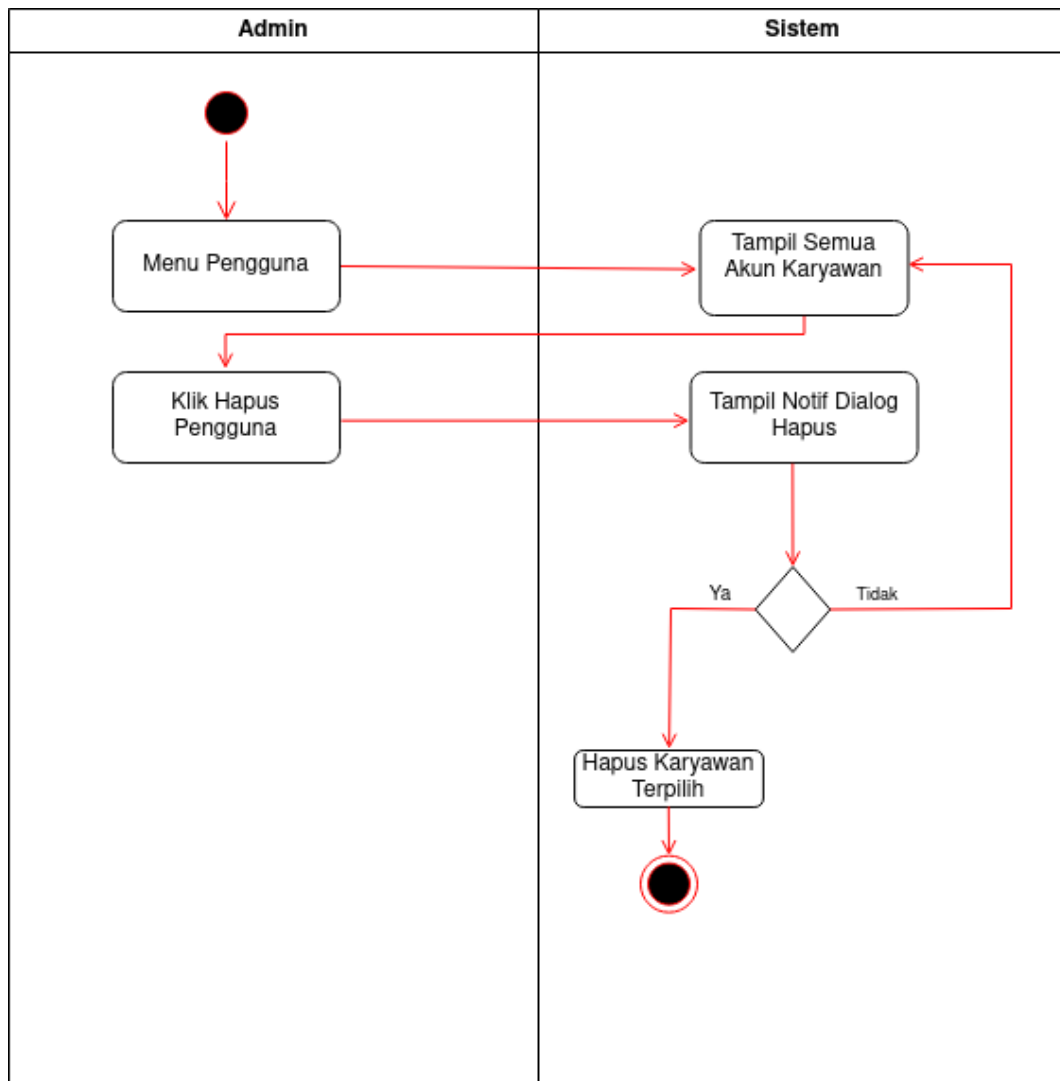 Admin
Sistem
Menu Pengguna
Tampil Semua
Akun Karyawan
Klik Hapus
Pengguna
Tampil Notif Dialog
Hapus
Ya
Tidak
Hapus Karyawan
Terpilih